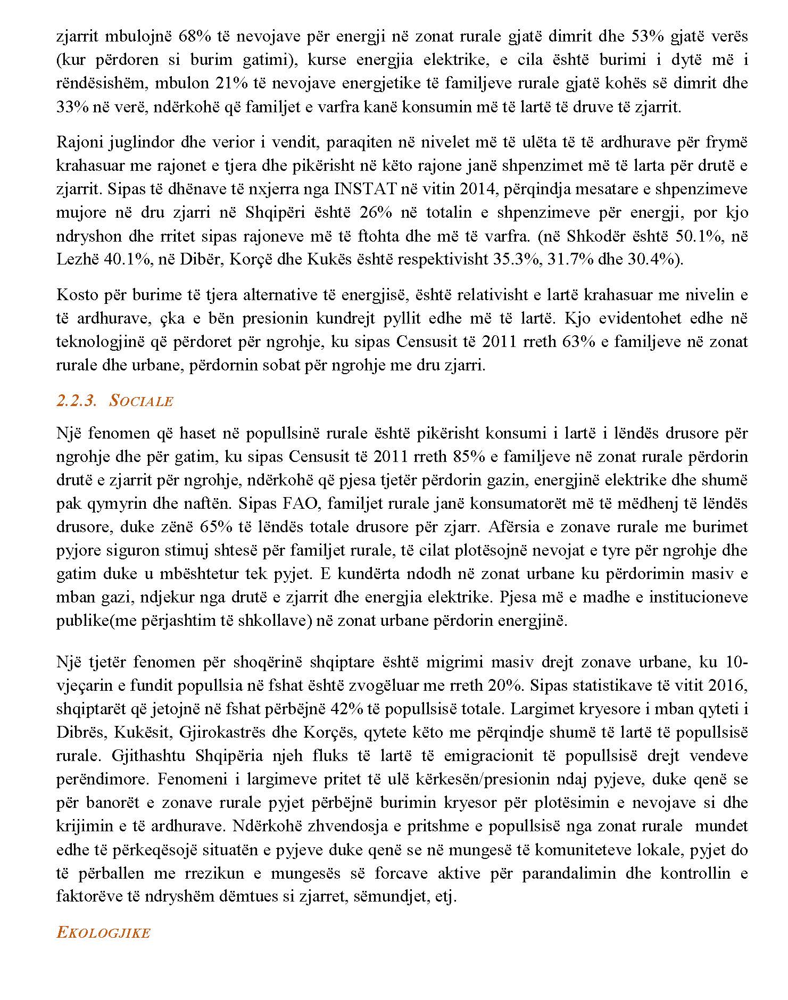 zjarrit mbulojnë 68% të nevojave për energji në zonat rurale gjatë dimrit dhe 53% gjatë verës
(kur përdoren si burim gatimi), kurse energjia elektrike, e cila është burimi i dytë më i
rëndësishëm, mbulon 21% të nevojave energjetike të familjeve rurale gjatë kohës së dimrit dhe
33% në verë, ndërkohë që familjet e varfra kanë konsumin më të lartë të druve të zjarrit.
Rajoni juglindor dhe verior i vendit, paraqiten në nivelet më të ulëta të të ardhurave për frymë
krahasuar me rajonet e tjera dhe pikërisht në këto rajone janë shpenzimet më të larta për drutë e
zjarrit. Sipas të dhënave të nxjerra nga INSTAT në vitin 2014, përqindja mesatare e shpenzimeve
mujore në dru zjarri në Shqipëri është 26% në totalin e shpenzimeve për energji, por kjo
ndryshon dhe rritet sipas rajoneve më të ftohta dhe më të varfra. (në Shkodër është 50.1%, në
Lezhë 40.1%, në Dibër, Korçë dhe Kukës është respektivisht 35.3%, 31.7% dhe 30.4%).
Kosto për burime të tjera alternative të energjisë, është relativisht e lartë krahasuar me nivelin e
të ardhurave, çka e bën presionin kundrejt pyllit edhe më të lartë. Kjo evidentohet edhe në
teknologjinë që përdoret për ngrohje, ku sipas Censusit të 2011 rreth 63% e familjeve në zonat
rurale dhe urbane, përdornin sobat për ngrohje me dru zjarri.
2.2.3. SOCIALE
Një fenomen që haset në popullsinë rurale është pikërisht konsumi i lartë i lëndës drusore për
ngrohje dhe për gatim, ku sipas Censusit të 2011 rreth 85% e familjeve në zonat rurale përdorin
drutë e zjarrit për ngrohje, ndërkohë që pjesa tjetër përdorin gazin, energjinë elektrike dhe shumë
pak qymyrin dhe naftën. Sipas FAO, familjet rurale janë konsumatorët më të mëdhenj të lëndës
drusore, duke zënë 65% të lëndës totale drusore për zjarr. Afërsia e zonave rurale me burimet
pyjore siguron stimuj shtesë për familjet rurale, të cilat plotësojnë nevojat e tyre për ngrohje dhe
gatim duke u mbështetur tek pyjet. E kundërta ndodh në zonat urbane ku përdorimin masiv e
mban gazi, ndjekur nga drutë e zjarrit dhe energjia elektrike. Pjesa më e madhe e institucioneve
publike(me përjashtim të shkollave) në zonat urbane përdorin energjinë.
Një tjetër fenomen për shoqërinë shqiptare është migrimi masiv drejt zonave urbane, ku 10-
vjeçarin e fundit popullsia në fshat është zvogëluar me rreth 20%. Sipas statistikave të vitit 2016,
shqiptarët që jetojnë në fshat përbëjnë 42% të popullsisë totale. Largimet kryesore i mban qyteti i
Dibrës, Kukësit, Gjirokastrës dhe Korçës, qytete këto me përqindje shumë të lartë të popullsisë
rurale. Gjithashtu Shqipëria njeh fluks të lartë të emigracionit të popullsisë drejt vendeve
perëndimore. Fenomeni i largimeve pritet të ulë kërkesën/presionin ndaj pyjeve, duke qenë se
për banorët e zonave rurale pyjet përbëjnë burimin kryesor për plotësimin e nevojave si dhe
krijimin e të ardhurave. Ndërkohë zhvendosja e pritshme e popullsisë nga zonat rurale  mundet
edhe të përkeqësojë situatën e pyjeve duke qenë se në mungesë të komuniteteve lokale, pyjet do
të përballen me rrezikun e mungesës së forcave aktive për parandalimin dhe kontrollin e
faktorëve të ndryshëm dëmtues si zjarret, sëmundjet, etj.
EKOLOGJIKE